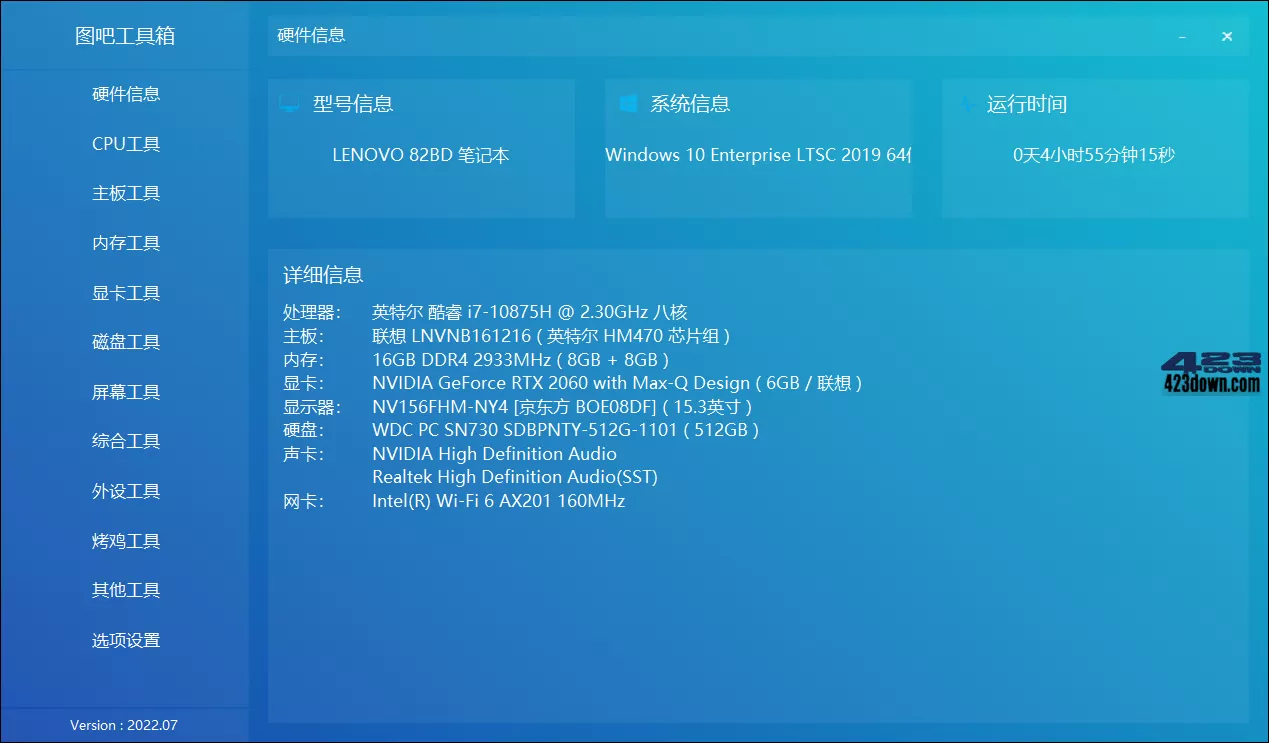 图吧工具箱
硬件信息
CPU工具
主板工具
内存工具
显卡工具
磁盘工具
屏幕工具
综合工具
外设工具
烤鸡工具
其他工具
选项设置
Version : 2022.07
硬件信息
型号信息
LENOVO 82BD 笔记本
系统信息
Windows 10 Enterprise LTSC 2019 64
运行时间
0天4小时55分钟15秒
详细信息
处理器： 英特尔 酷睿 i7-10875H @ 2.30GHz 八核
主板： 联想 LNVNB161216 ( 英特尔 HM470 芯片组 )
内存： 16GB DDR4 2933MHz ( 8GB + 8GB )
显卡： NVIDIA GeForce RTX 2060 with Max-Q Design ( 6GB / 联想 )
显示器： NV156FHM-NY4 [京东方 BOE08DF] ( 15.3英寸 )
硬盘： WDC PC SN730 SDBPNTY-512G-1101 ( 512GB )
声卡： NVIDIA High Definition Audio
Realtek High Definition Audio(SST)
网卡： Intel(R) Wi-Fi 6 AX201 160MHz
423
DOWN
423down.com